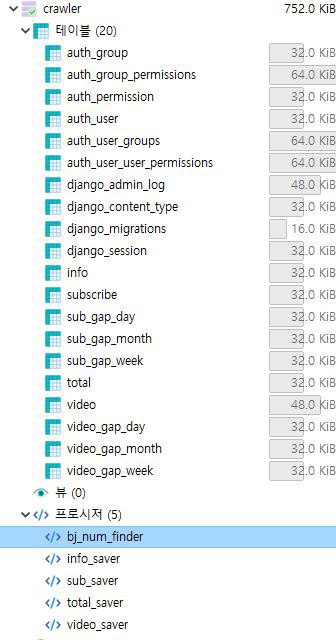 crawler 752.0 KiB
테이블 (20)
auth_group 32.0 KiB
auth_group_permissions 64.0 KiB
auth_permission 32.0 KiB
auth_user 32.0 KiB
auth_user_groups 64.0 KiB
auth_user_user_permissions 64.0 KiB
django_admin_log 48.0 KiB
django_content_type 32.0 KiB
django_migrations 16.0 KiB
django_session 32.0 KiB
info 32.0 KiB
subscribe 32.0 KiB
sub_gap_day 32.0 KiB
sub_gap_month 32.0 KiB
sub_gap_week 32.0 KiB
total 32.0 KiB
video 48.0 KiB
video_gap_day 32.0 KiB
video_gap_month 32.0 KiB
video_gap_week 32.0 KiB
뷰 (0)
프로시저 (5)
bj_num_finder
info_saver
sub_saver
total_saver
video_saver